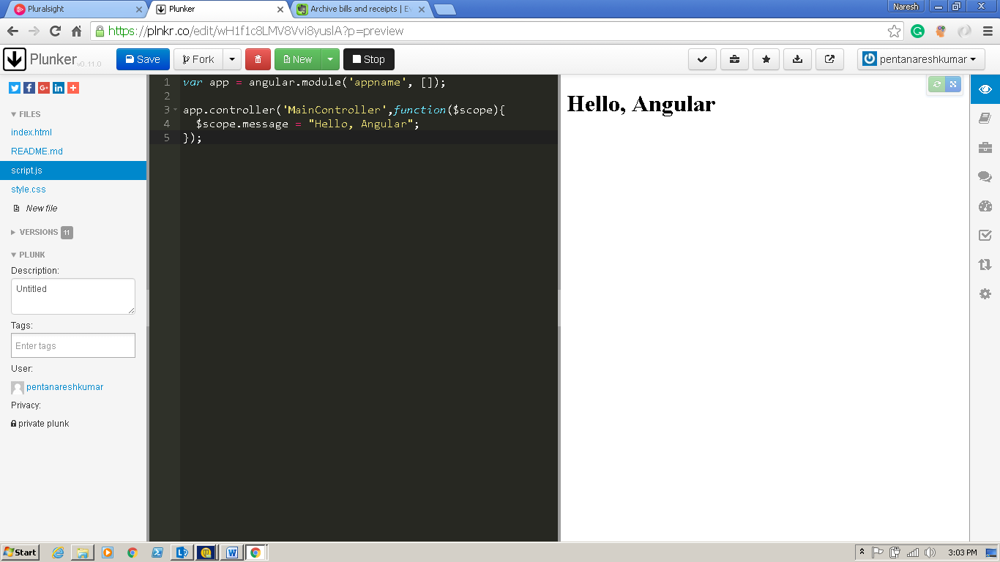 Pluralsight
Plunker
Archive bills and receipts | Ev
Naresh
https://plnkr.co/edit/wH1f1c8LMV8Vvi8yuslA?p=preview
Plunker v0.11.0
Save
Fork
New
Stop
pentanareshkumar
FILES
index.html
README.md
script.js
style.css
New file
VERSIONS 11
PLUNK
Description:
Untitled
Tags:
Enter tags
User:
pentanareshkumar
Privacy:
private plunk
1 var app = angular.module('appname', []);
2
3 app.controller('MainController',function($scope){
4 $scope.message = "Hello, Angular";
5 });
Hello, Angular
Start
3:03 PM